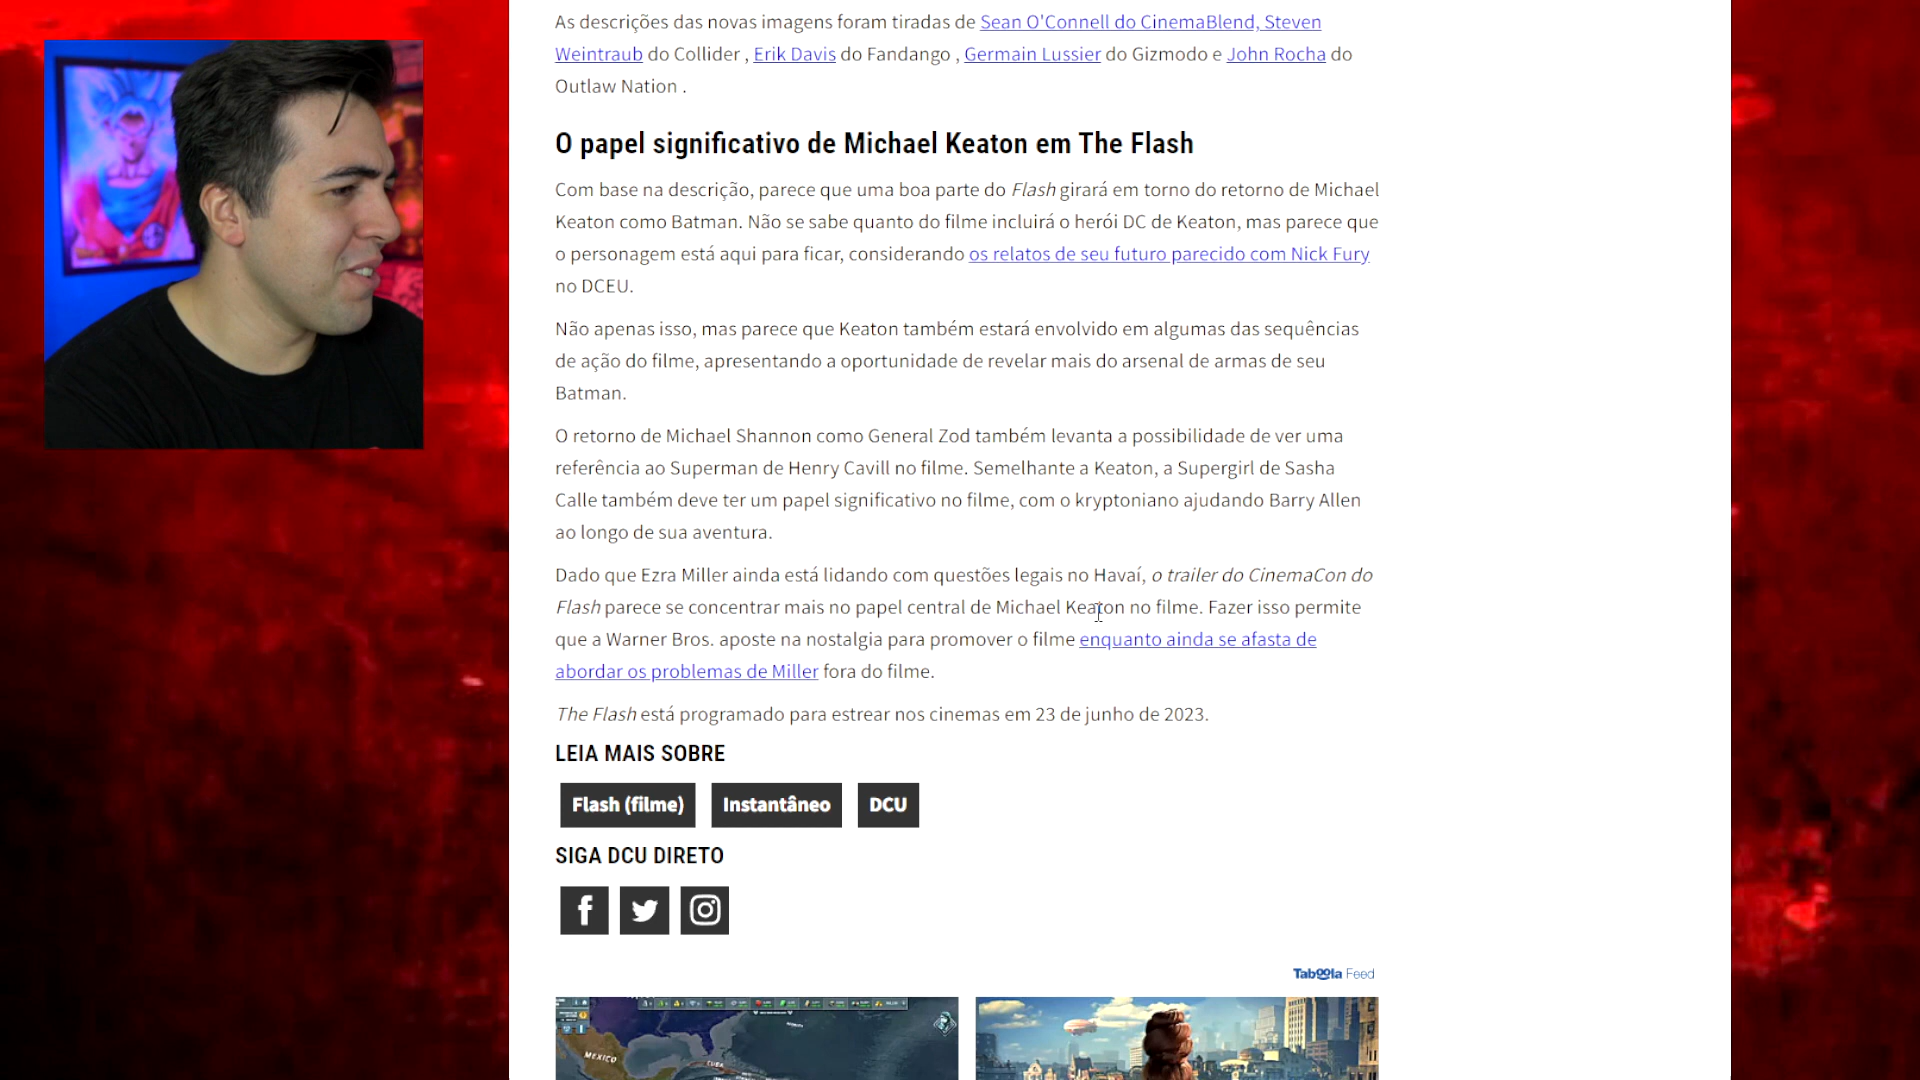 As descrições das novas imagens foram tiradas de Sean O'Connell do CinemaBlend, Steven
Weintraub do Collider , Erik Davis do Fandango , Germain Lussier do Gizmodo e John Rocha do
Outlaw Nation .
O papel significativo de Michael Keaton em The Flash
Com base na descrição, parece que uma boa parte do Flash girará em torno do retorno de Michael
Keaton como Batman. Não se sabe quanto do filme incluirá o herói DC de Keaton, mas parece que
o personagem está aqui para ficar, considerando os relatos de seu futuro parecido com Nick Fury
no DCEU.
Não apenas isso, mas parece que Keaton também estará envolvido em algumas das sequências
de ação do filme, apresentando a oportunidade de revelar mais do arsenal de armas de seu
Batman.
O retorno de Michael Shannon como General Zod também levanta a possibilidade de ver uma
referência ao Superman de Henry Cavill no filme. Semelhante a Keaton, a Supergirl de Sasha
Calle também deve ter um papel significativo no filme, com o kryptoniano ajudando Barry Allen
ao longo de sua aventura.
Dado que Ezra Miller ainda está lidando com questões legais no Havaí, o trailer do CinemaCon do
Flash parece se concentrar mais no papel central de Michael Keaton no filme. Fazer isso permite
que a Warner Bros. aposte na nostalgia para promover o filme enquanto ainda se afasta de
abordar os problemas de Miller fora do filme.
The Flash está programado para estrear nos cinemas em 23 de junho de 2023.
LEIA MAIS SOBRE
Flash (filme) Instantâneo DCU
SIGA DCU DIRETO
Taboola Feed
MEXICO
CUBA